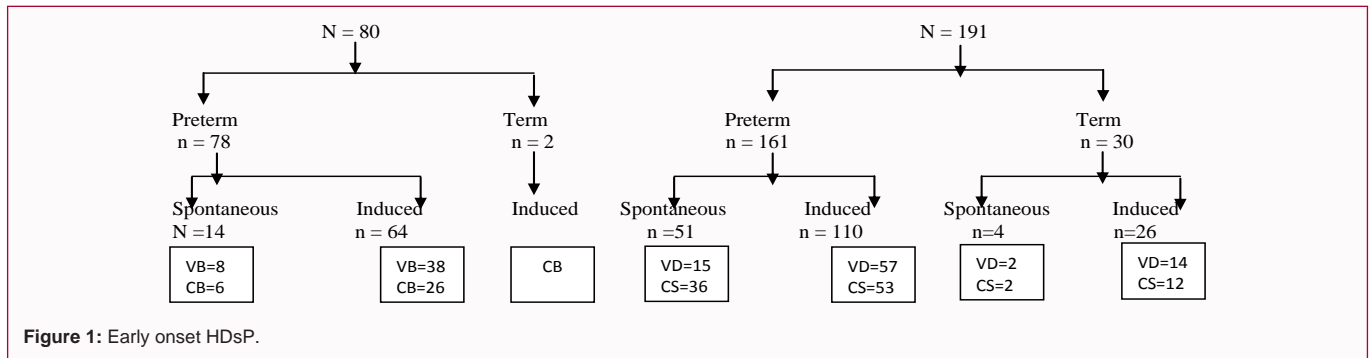 N = 80 N = 191
Preterm Term Preterm Term
n = 78 n = 2 n = 161 n = 30
Spontaneous Induced Induced Spontaneous Induced Spontaneous Induced
N =14 n = 64 n =51 n = 110 n=4 n=26
VB=8 VB=38 CB VD=15 VD=57 VD=2 VD=14
CB=6 CB=26 CS=36 CS=53 CS=2 CS=12
Figure 1: Early onset HDsP.